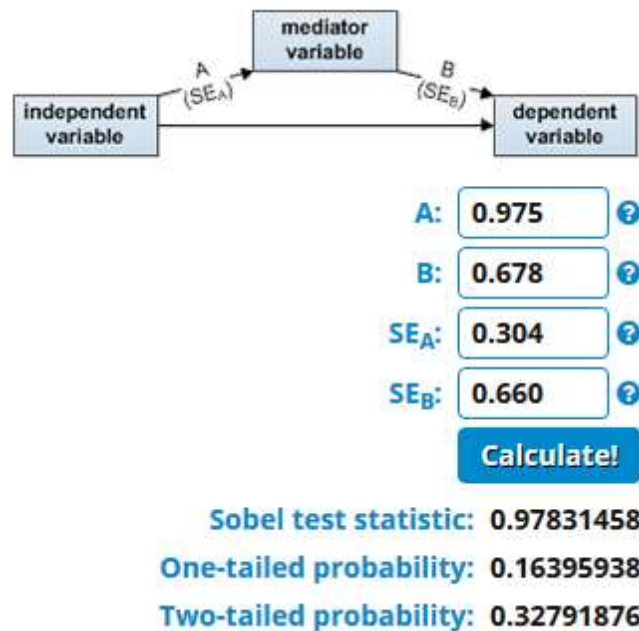 mediator
variable
A
(SEA)
B
(SEB)
independent
variable
dependent
variable
A: 0.975 ?
B: 0.678 ?
SEA: 0.304 ?
SEB: 0.660 ?
Calculate!
Sobel test statistic: 0.97831458
One-tailed probability: 0.16395938
Two-tailed probability: 0.32791876